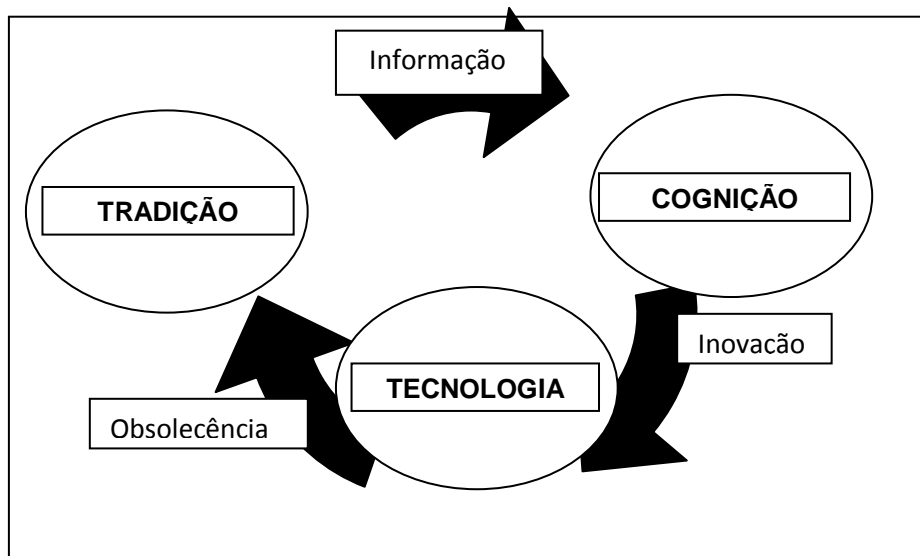 Informação
TRADIÇÃO
COGNIÇÃO
Inovacão
TECNOLOGIA
Obsolecência